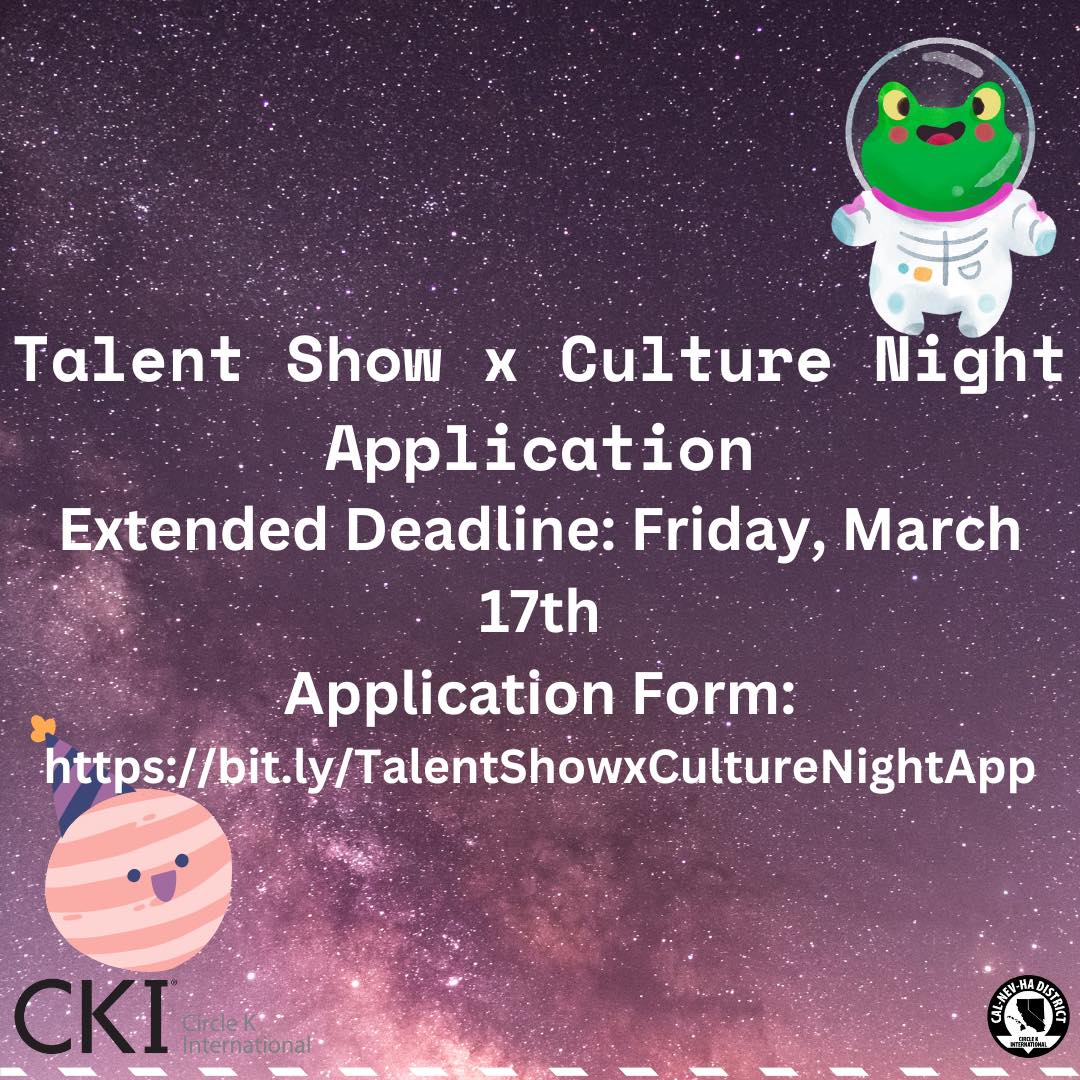 Talent Show x Culture Night
Application
Extended Deadline: Friday, March
17th
Application Form:
https://bit.ly/TalentShowxCultureNightApp
CKI®
Circle K
International
CAL-NEV-HA DISTRICT
CIRCLE K
INTERNATIONAL